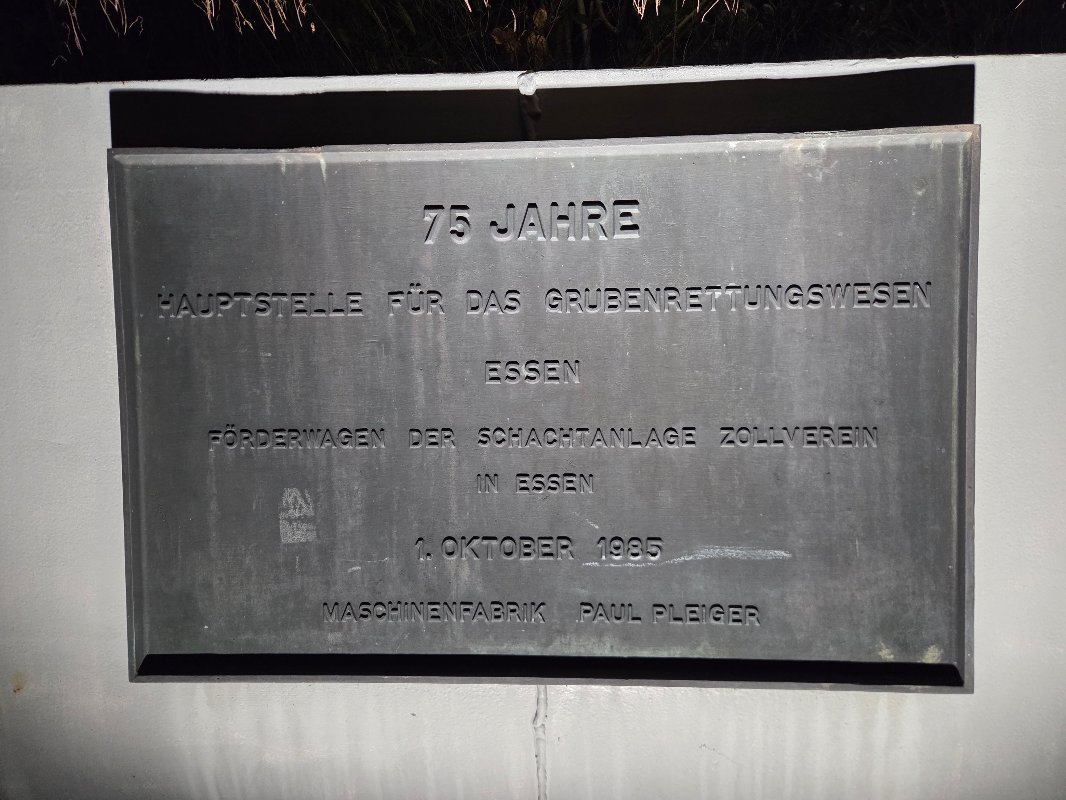 75 JAHRE
HAUPTSTELLE FÜR DAS GRUBENRETTUNGSWESEN
ESSEN
FÖRDERWAGEN DER SCHACHTANLAGE ZOLLVEREIN
IN ESSEN
1. OKTOBER 1985
MASCHINENFABRIK PAUL PLEIGER